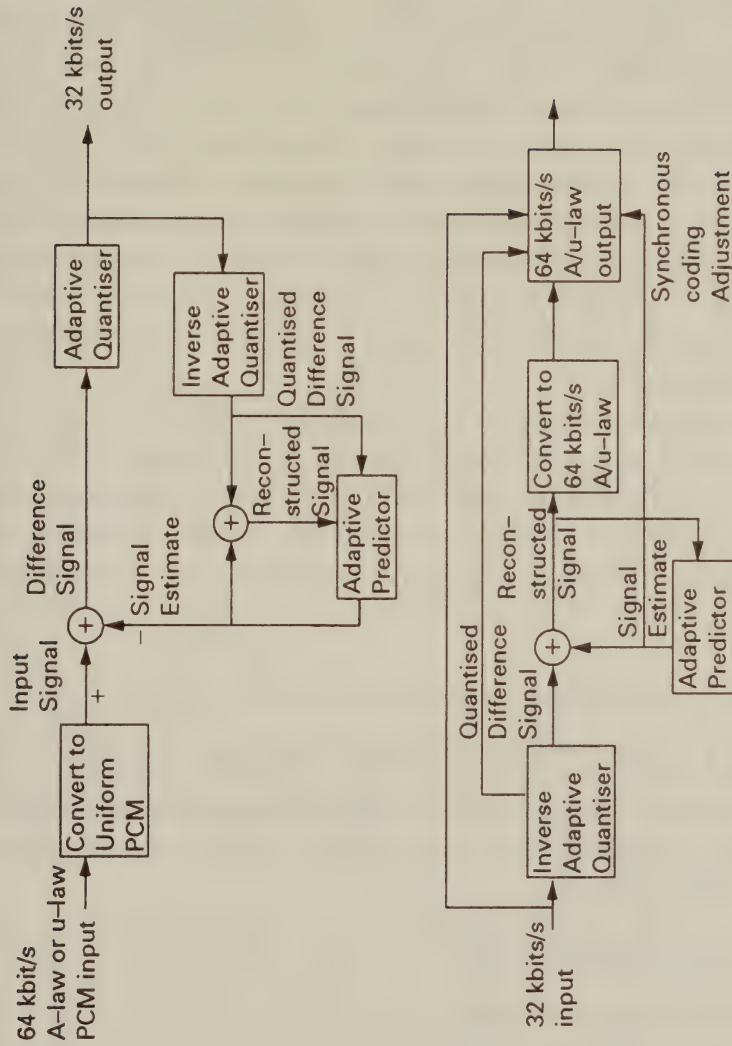 64 kbit/s
A–law or u–law
PCM input
Convert to
Uniform
PCM
Input
Signal
+
+
Difference
Signal
–
Signal
Estimate
Adaptive
Quantiser
32 kbits/s
output
Inverse
Adaptive
Quantiser
Quantised
Difference
Signal
+
Recon–
structed
Signal
Adaptive
Predictor
32 kbits/s
input
Inverse
Adaptive
Quantiser
Quantised
Difference
Signal
+
Recon–
structed
Signal
Signal
Estimate
Adaptive
Predictor
Convert to
64 kbits/s
A/u–law
64 kbits/s
A/u–law
output
Synchronous
coding
Adjustment